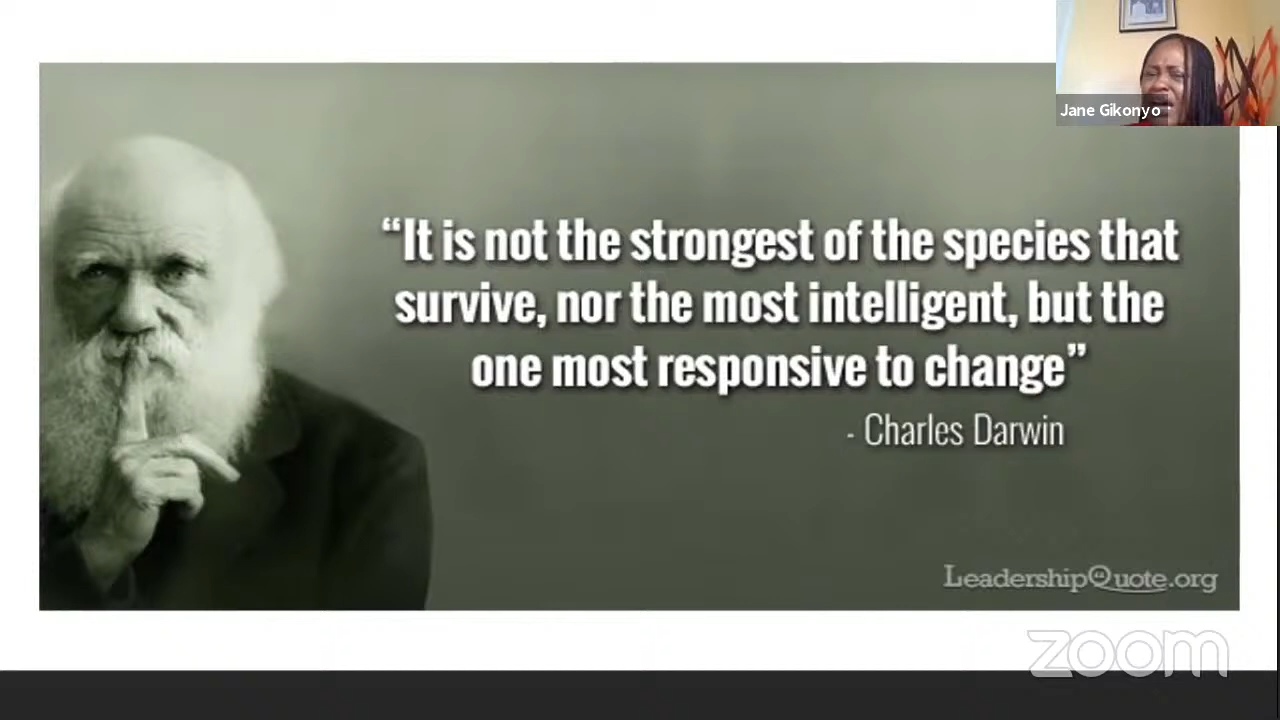 Jane Gikonyo
“It is not the strongest of the species that
survive, nor the most intelligent, but the
one most responsive to change”
- Charles Darwin
LeadershipQuote.org
zoom